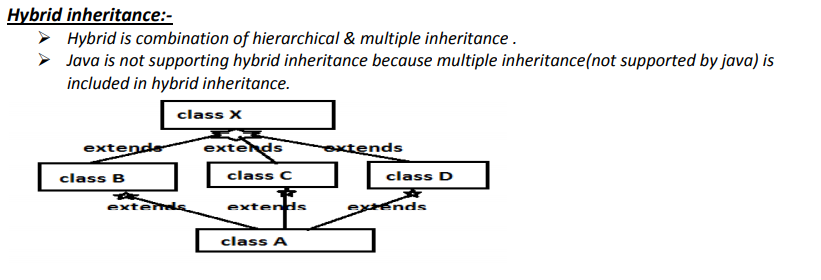 Hybrid inheritance:-
➢ Hybrid is combination of hierarchical & multiple inheritance .
➢ Java is not supporting hybrid inheritance because multiple inheritance(not supported by java) is
included in hybrid inheritance.
class X
extends extends extends
class B class C class D
extends extends extends
class A